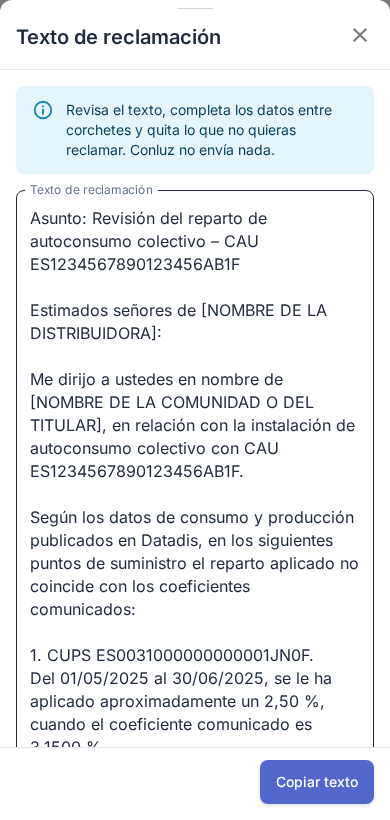 Texto de reclamación
Revisa el texto, completa los datos entre
corchetes y quita lo que no quieras
reclamar. Conluz no envía nada.
Texto de reclamación
Asunto: Revisión del reparto de
autoconsumo colectivo – CAU
ES1234567890123456AB1F
Estimados señores de [NOMBRE DE LA
DISTRIBUIDORA]:
Me dirijo a ustedes en nombre de
[NOMBRE DE LA COMUNIDAD O DEL
TITULAR], en relación con la instalación de
autoconsumo colectivo con CAU
ES1234567890123456AB1F.
Según los datos de consumo y producción
publicados en Datadis, en los siguientes
puntos de suministro el reparto aplicado no
coincide con los coeficientes
comunicados:
1. CUPS ES0031000000000001JN0F.
Del 01/05/2025 al 30/06/2025, se le ha
aplicado aproximadamente un 2,50 %,
cuando el coeficiente comunicado es
3,1500 %
Copiar texto